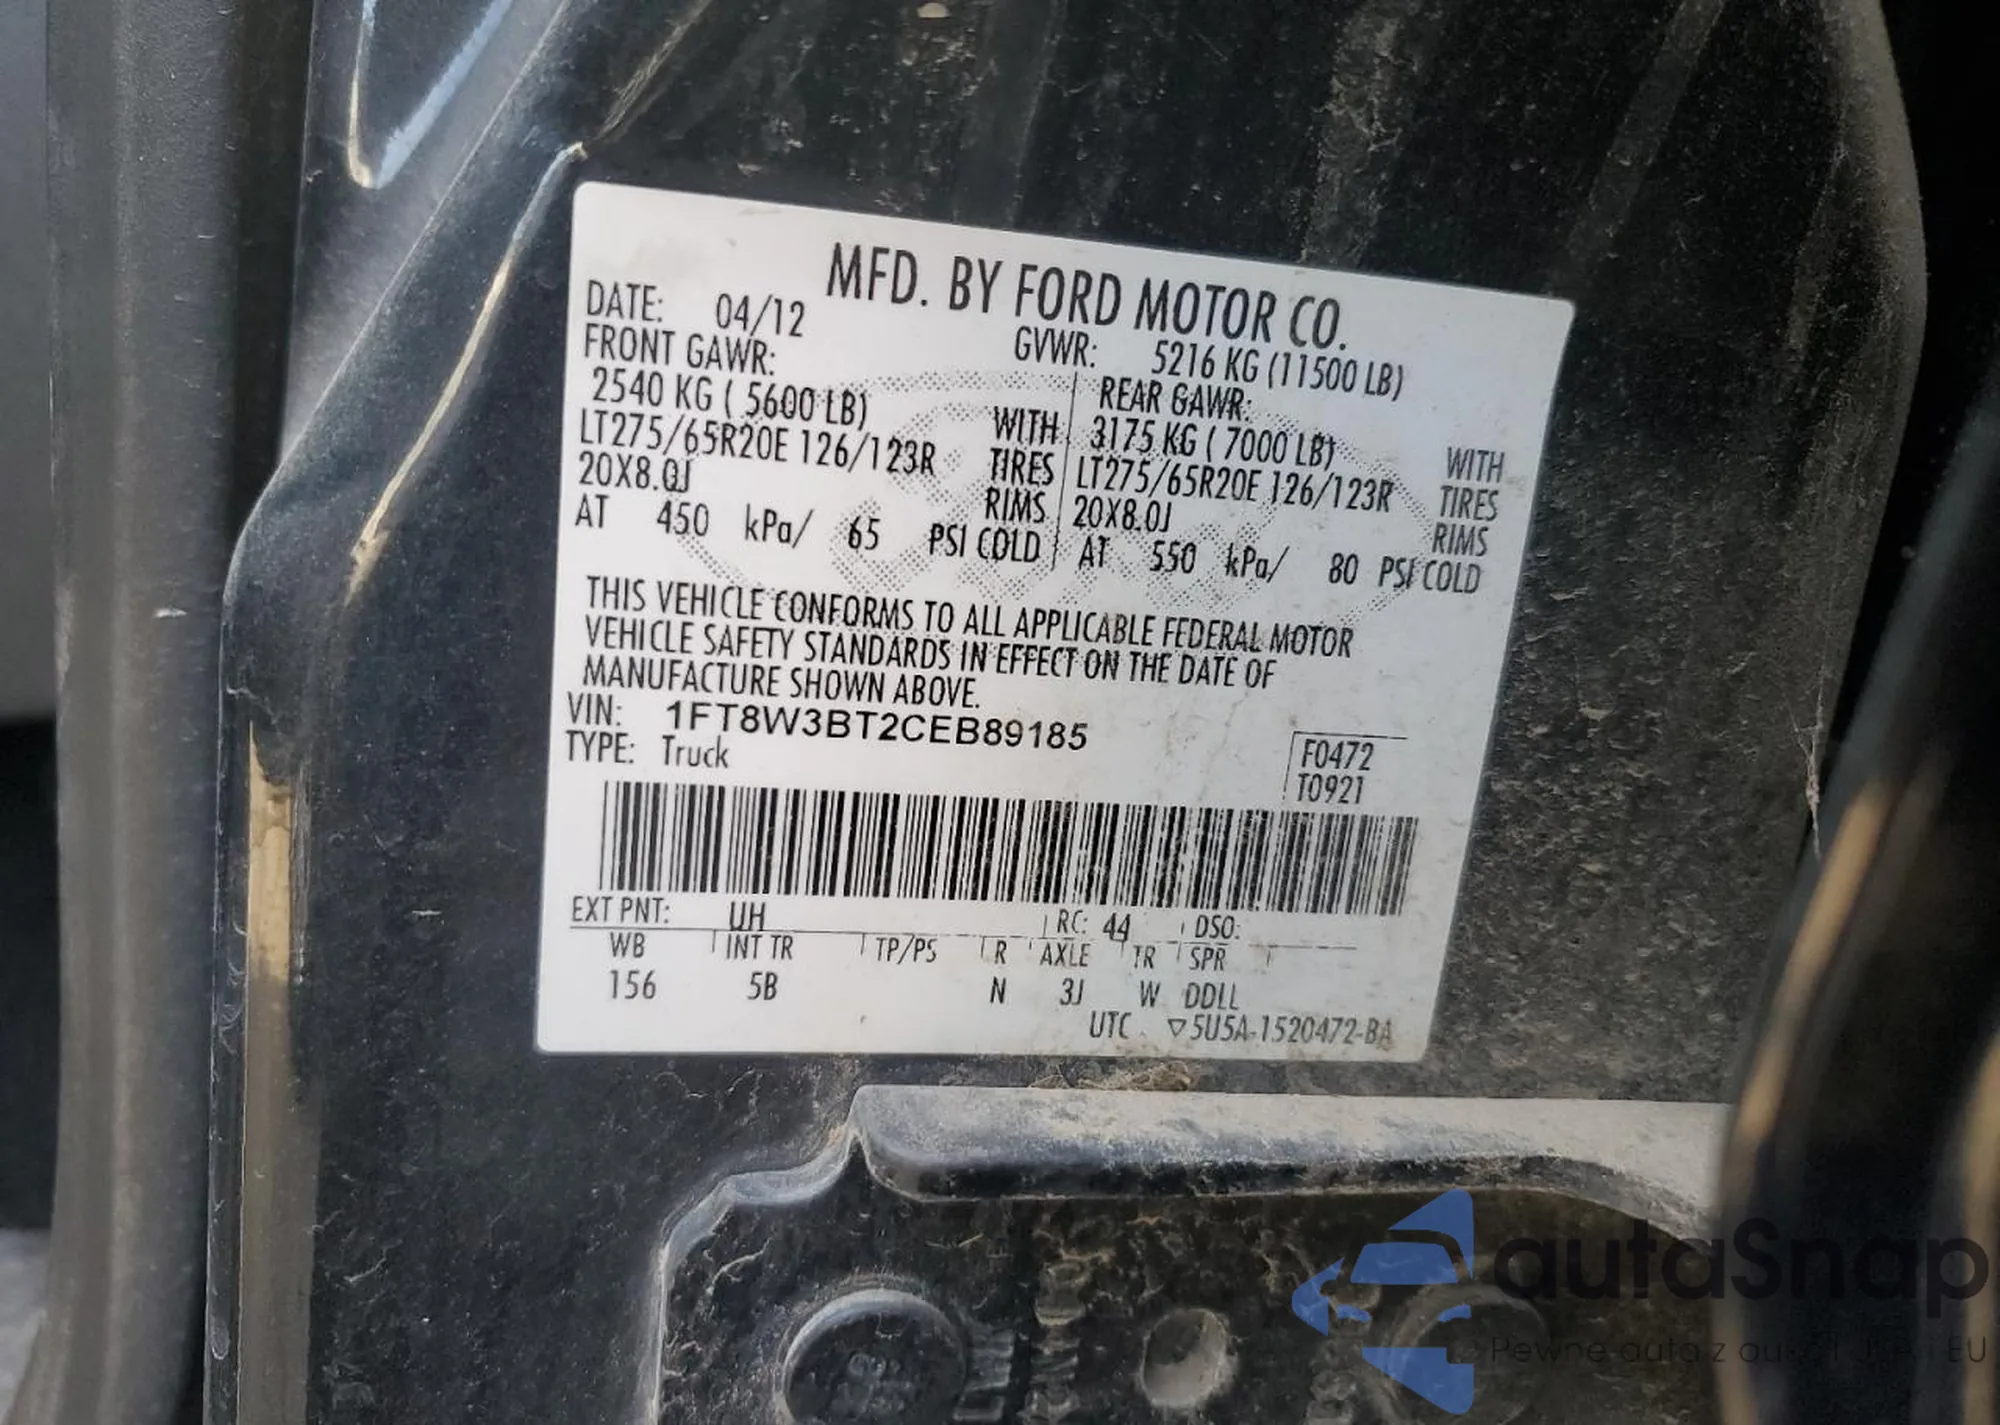 MFD. BY FORD MOTOR CO.
DATE: 04/12
GVWR: 5216 KG (11500 LB)
FRONT GAWR:
2540 KG ( 5600 LB) WITH
LT275/65R20E 126/123R TIRES
20X8.0J RIMS
AT 450 kPa/ 65 PSI COLD
REAR GAWR:
3175 KG ( 7000 LB) WITH
LT275/65R20E 126/123R TIRES
20X8.0J RIMS
AT 550 kPa/ 80 PSI COLD
THIS VEHICLE CONFORMS TO ALL APPLICABLE FEDERAL MOTOR
VEHICLE SAFETY STANDARDS IN EFFECT ON THE DATE OF
MANUFACTURE SHOWN ABOVE.
VIN: 1FT8W3BT2CEB89185
TYPE: Truck
F0472
T0921
EXT PNT: UH RC: 44 DSO:
WB INT TR TP/PS R AXLE TR SPR
156 5B N 3J W DDLL
UTC ▽5U5A-1520472-BA
autaSnap
Pewne auta z EU